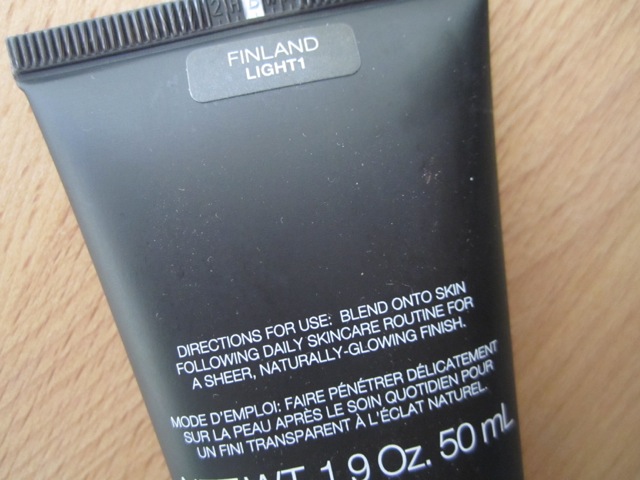 FINLAND
LIGHT1
DIRECTIONS FOR USE: BLEND ONTO SKIN
FOLLOWING DAILY SKINCARE ROUTINE FOR
A SHEER, NATURALLY-GLOWING FINISH.
MODE D'EMPLOI: FAIRE PÉNÉTRER DÉLICATEMENT
SUR LA PEAU APRÈS LE SOIN QUOTIDIEN POUR
UN FINI TRANSPARENT À L'ÉCLAT NATUREL.
NET WT. 1.9 Oz. 50 mL